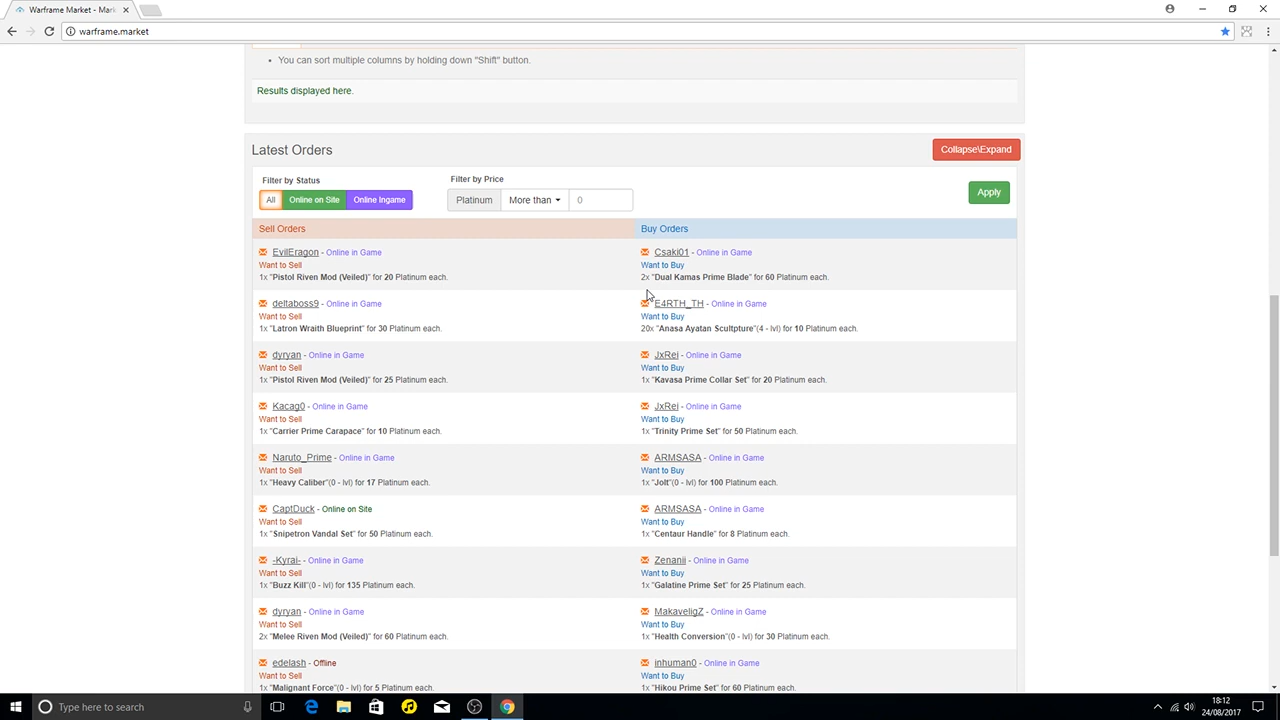 Warframe Market - Mark
warframe.market
• You can sort multiple columns by holding down "Shift" button.
Results displayed here.
Latest Orders
Collapse\Expand
Filter by Status
All
Online on Site
Online Ingame
Filter by Price
Platinum
More than
0
Apply
Sell Orders
EvilEragon - Online in Game
Want to Sell
1x "Pistol Riven Mod (Veiled)" for 20 Platinum each.
deltaboss9 - Online in Game
Want to Sell
1x "Latron Wraith Blueprint" for 30 Platinum each.
dyryan - Online in Game
Want to Sell
1x "Pistol Riven Mod (Veiled)" for 25 Platinum each.
Kacag0 - Online in Game
Want to Sell
1x "Carrier Prime Carapace" for 10 Platinum each.
Naruto_Prime - Online in Game
Want to Sell
1x "Heavy Caliber"(0 - lvl) for 17 Platinum each.
CaptDuck - Online on Site
Want to Sell
1x "Snipetron Vandal Set" for 50 Platinum each.
-Kyrai- - Online in Game
Want to Sell
1x "Buzz Kill"(0 - lvl) for 135 Platinum each.
dyryan - Online in Game
Want to Sell
2x "Melee Riven Mod (Veiled)" for 60 Platinum each.
edelash - Offline
Want to Sell
1x "Malignant Force"(0 - lvl) for 5 Platinum each.
Buy Orders
Csaki01 - Online in Game
Want to Buy
2x "Dual Kamas Prime Blade" for 60 Platinum each.
E4RTH_TH - Online in Game
Want to Buy
20x "Anasa Ayatan Scultpture"(4 - lvl) for 10 Platinum each.
JxRei - Online in Game
Want to Buy
1x "Kavasa Prime Collar Set" for 20 Platinum each.
JxRei - Online in Game
Want to Buy
1x "Trinity Prime Set" for 50 Platinum each.
ARMSASA - Online in Game
Want to Buy
1x "Jolt"(0 - lvl) for 100 Platinum each.
ARMSASA - Online in Game
Want to Buy
1x "Centaur Handle" for 8 Platinum each.
Zenanii - Online in Game
Want to Buy
1x "Galatine Prime Set" for 25 Platinum each.
MakaveligZ - Online in Game
Want to Buy
1x "Health Conversion"(0 - lvl) for 30 Platinum each.
inhuman0 - Online in Game
Want to Buy
1x "Hikou Prime Set" for 60 Platinum each.
Type here to search
18:12
24/08/2017